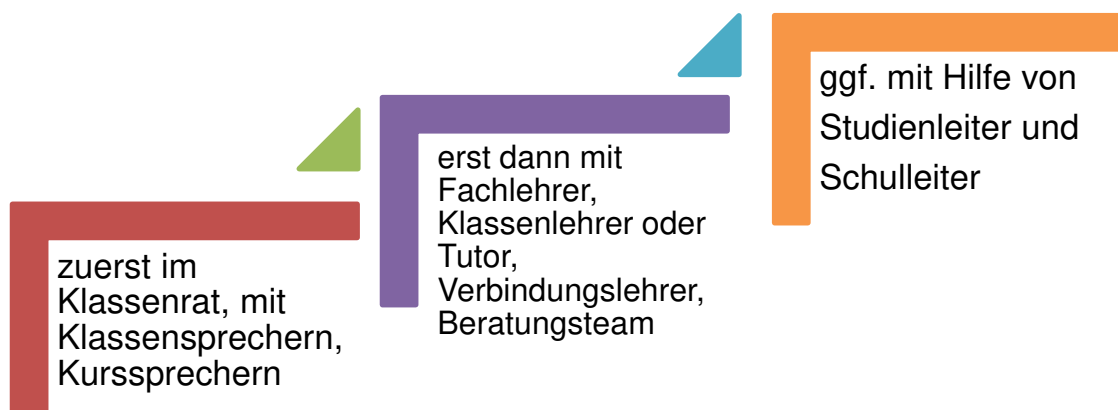 zuerst im
Klassenrat, mit
Klassensprechern,
Kurssprechern
erst dann mit
Fachlehrer,
Klassenlehrer oder
Tutor,
Verbindungslehrer,
Beratungsteam
ggf. mit Hilfe von
Studienleiter und
Schulleiter